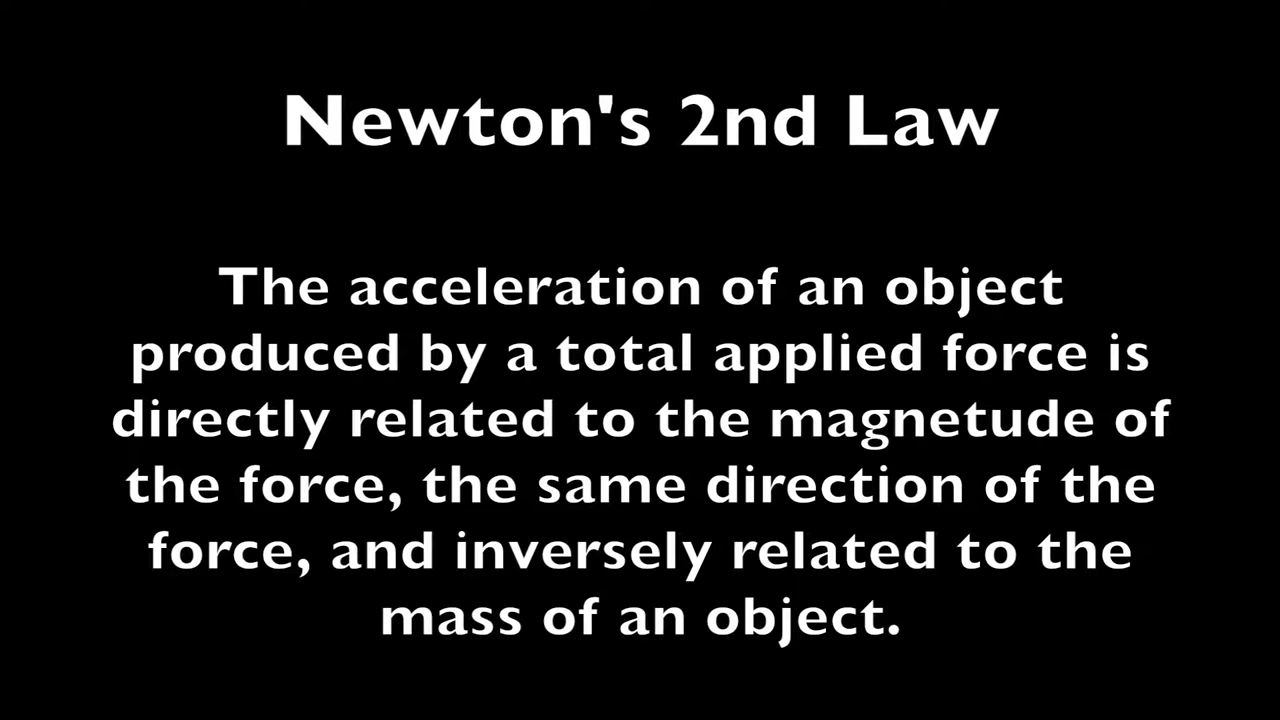 Newton's 2nd Law
The acceleration of an object
produced by a total applied force is
directly related to the magnetude of
the force, the same direction of the
force, and inversely related to the
mass of an object.